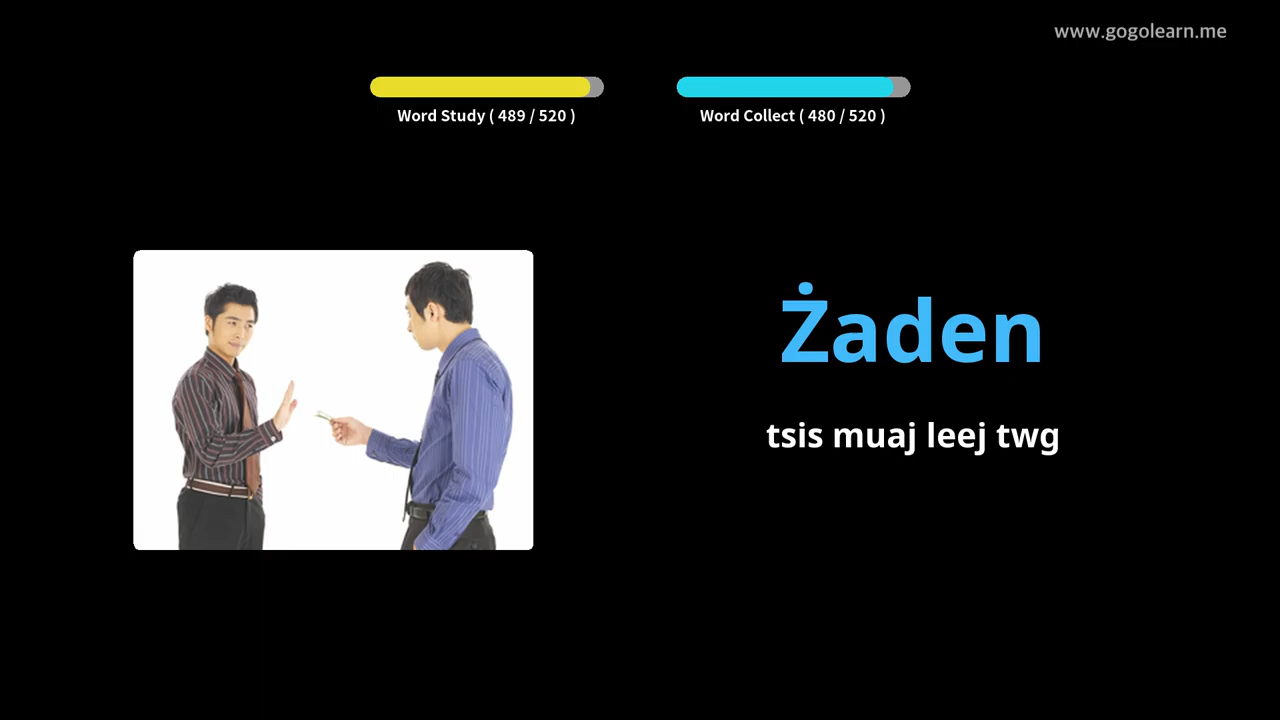 www.gogolearn.me
Word Study ( 489 / 520 )
Word Collect ( 480 / 520 )
Żaden
tsis muaj leej twg